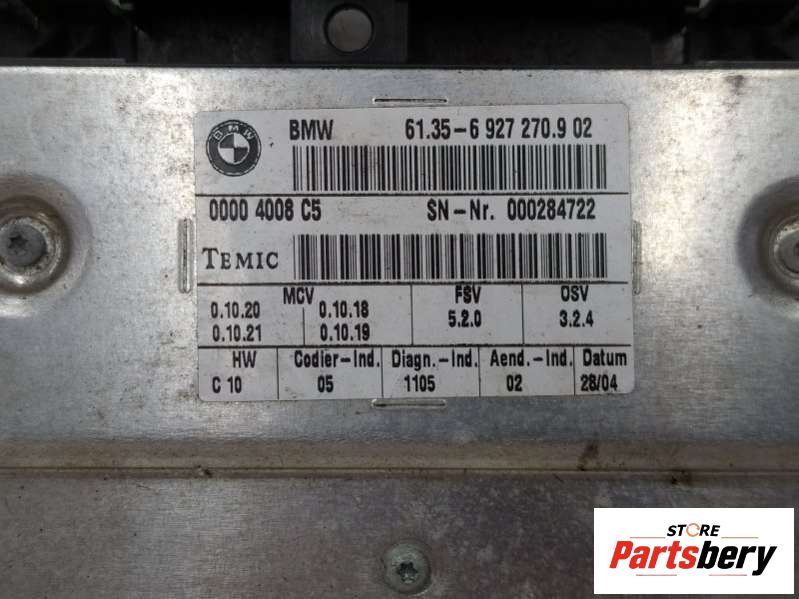 BMW
BMW 61.35-6 927 270.9 02
0000 4008 C5 SN-Nr. 000284722
TEMIC
MCV FSV OSV
0.10.20 0.10.18 5.2.0 3.2.4
0.10.21 0.10.19
HW Codier-Ind. Diagn.-Ind. Aend.-Ind. Datum
C 10 05 1105 02 28/04
STORE
Partsbery